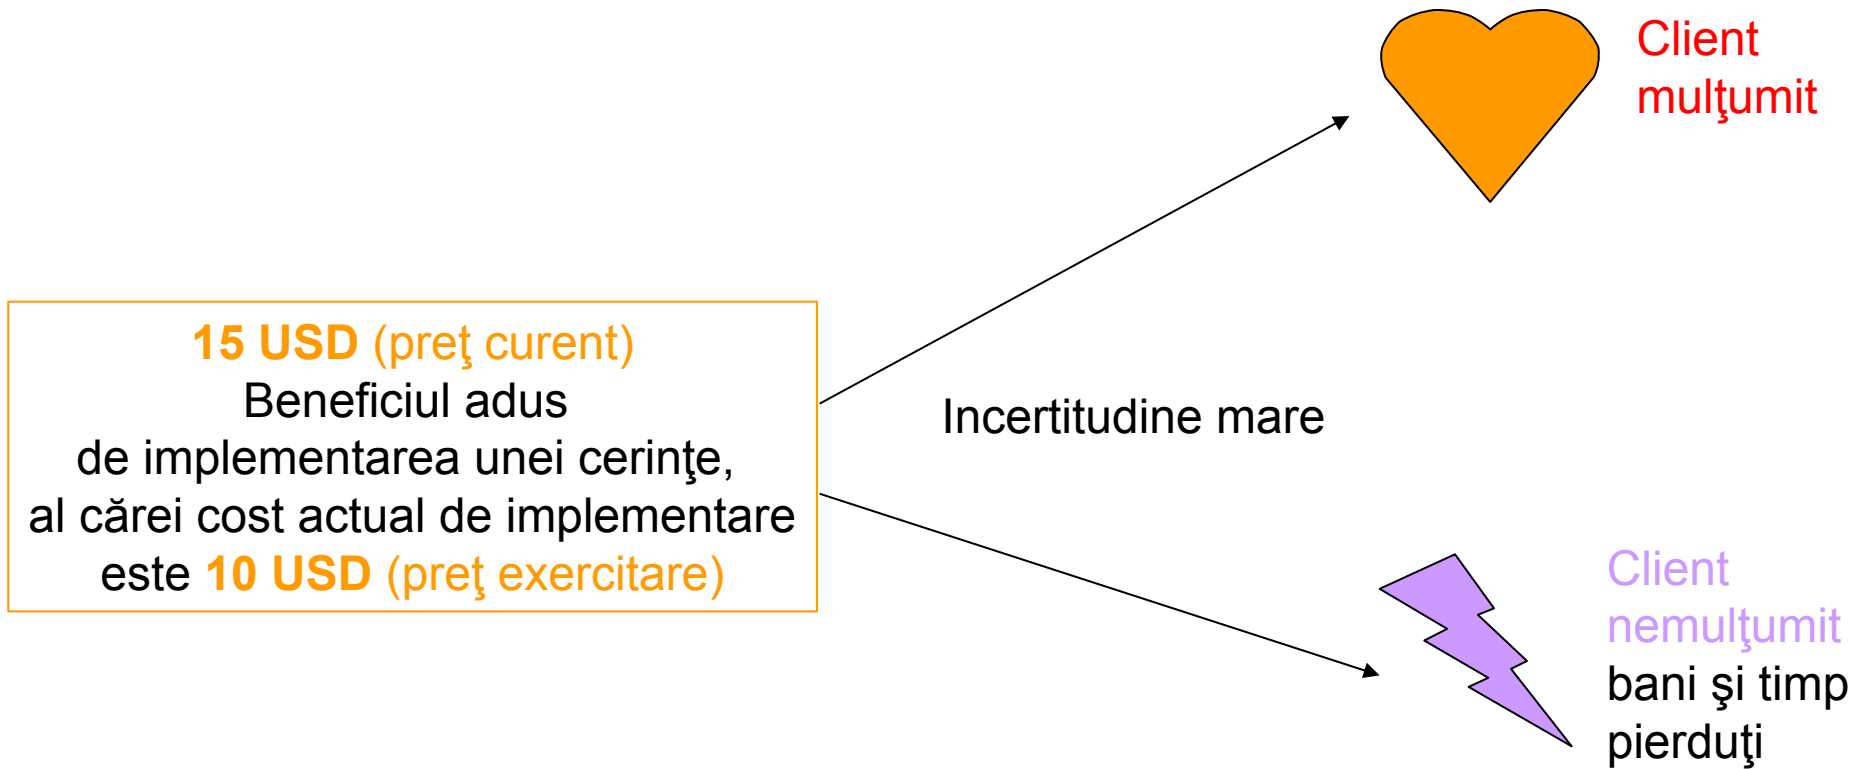 Client
mulţumit
15 USD (preţ curent)
Beneficiul adus
de implementarea unei cerinţe,
al cărei cost actual de implementare
este 10 USD (preţ exercitare)
Incertitudine mare
Client
nemulţumit
bani şi timp
pierduţi